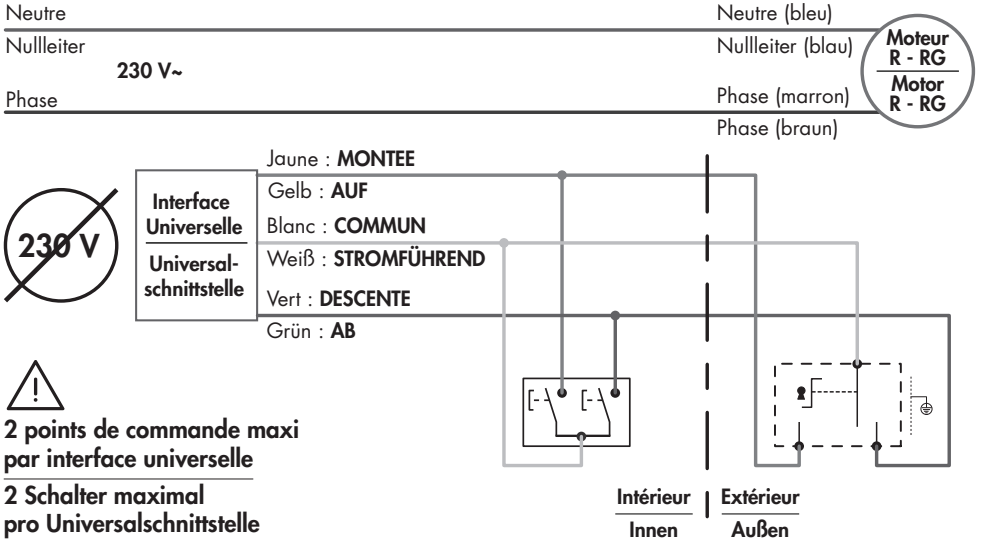 Neutre
Neutre (bleu)
Nullleiter
Nullleiter (blau)
Moteur
R - RG
Motor
R - RG
230 V~
Phase
Phase (marron)
Phase (braun)
Jaune : MONTEE
Gelb : AUF
Interface
Universelle
Blanc : COMMUN
230 V
Universal-
schnittstelle
Weiß : STROMFÜHREND
Vert : DESCENTE
Grün : AB
2 points de commande maxi
par interface universelle
2 Schalter maximal
pro Universalschnittstelle
Intérieur
Extérieur
Innen
Außen